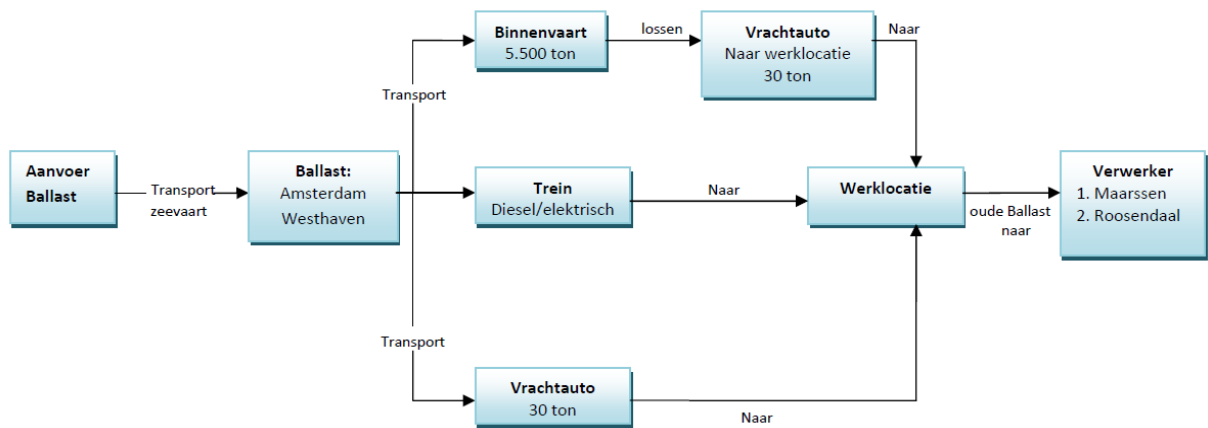 Aanvoer
Ballast
Transport
zeevaart
Ballast:
Amsterdam
Westhaven
Transport
Binnenvaart
5.500 ton
lossen
Vrachtauto
Naar werklocatie
30 ton
Naar
Trein
Diesel/elektrisch
Naar
Werklocatie
oude Ballast
naar
Verwerker
1. Maarssen
2. Roosendaal
Transport
Vrachtauto
30 ton
Naar